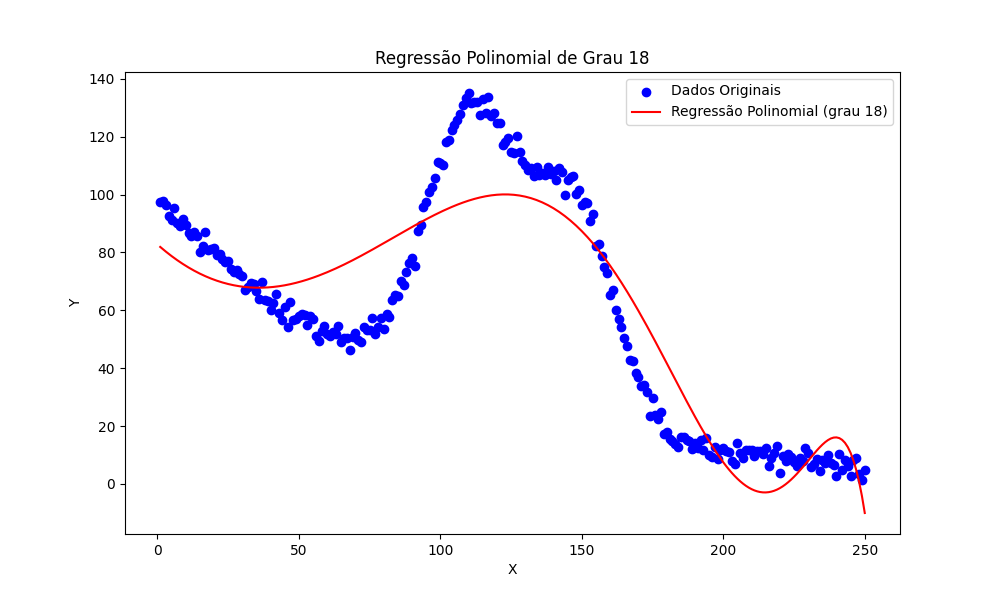 Regressão Polinomial de Grau 18
Dados Originais
Regressão Polinomial (grau 18)
140
120
100
80
60
40
20
0
Y
0 50 100 150 200 250
X